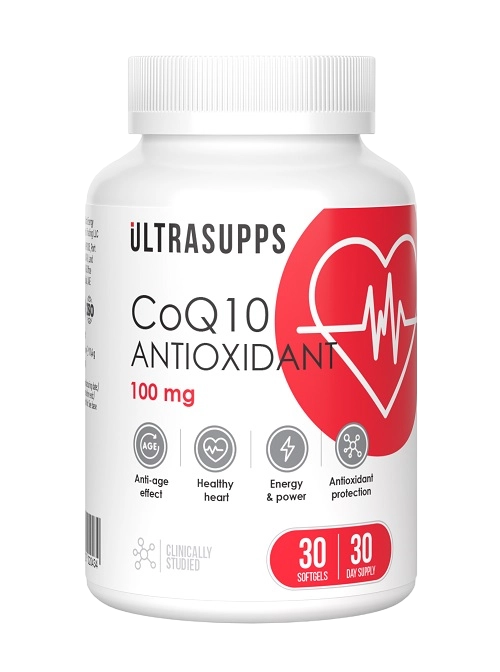 ULTRASUPPS
CoQ10
ANTIOXIDANT
100 mg
AGE
Anti-age
effect
Healthy
heart
Energy
& power
Antioxidant
protection
CLINICALLY
STUDIED
30
SOFTGELS
30
DAY SUPPLY